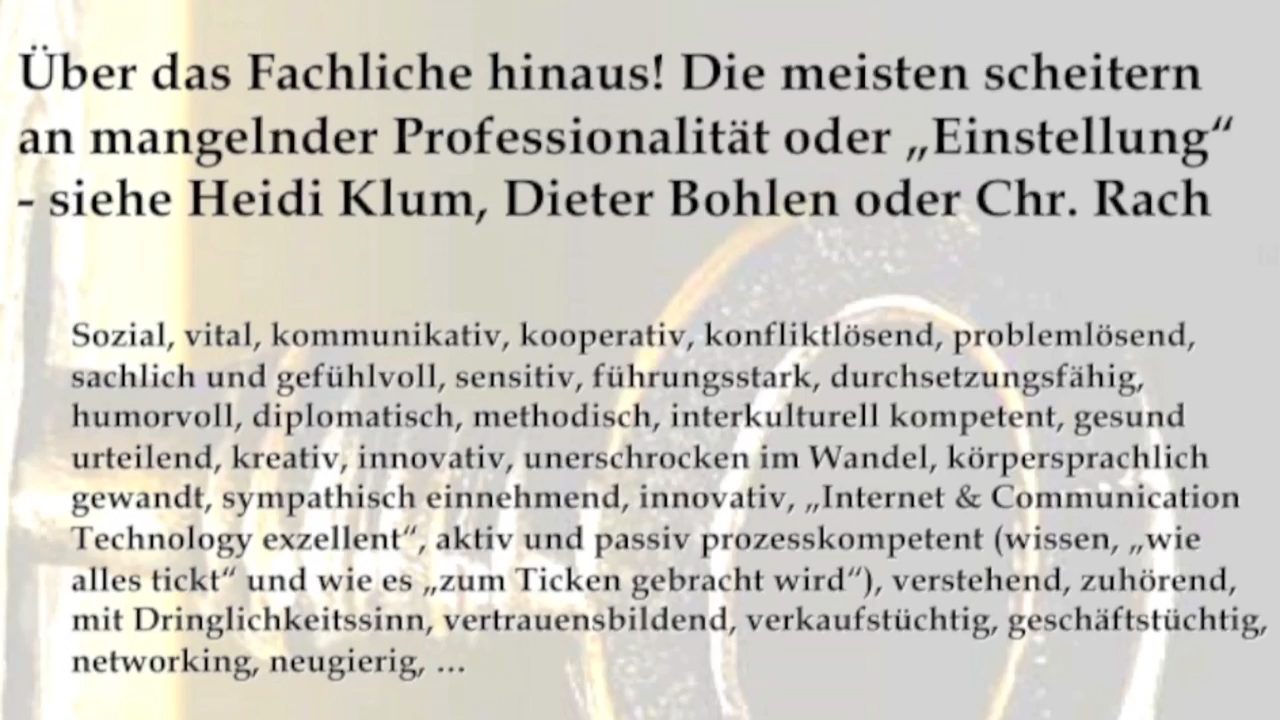 Über das Fachliche hinaus! Die meisten scheitern
an mangelnder Professionalität oder „Einstellung“
- siehe Heidi Klum, Dieter Bohlen oder Chr. Rach
Sozial, vital, kommunikativ, kooperativ, konfliktlösend, problemlösend,
sachlich und gefühlvoll, sensitiv, führungsstark, durchsetzungsfähig,
humorvoll, diplomatisch, methodisch, interkulturell kompetent, gesund
urteilend, kreativ, innovativ, unerschrocken im Wandel, körpersprachlich
gewandt, sympathisch einnehmend, innovativ, „Internet & Communication
Technology exzellent“, aktiv und passiv prozesskompetent (wissen, „wie
alles tickt“ und wie es „zum Ticken gebracht wird“), verstehend, zuhörend,
mit Dringlichkeitssinn, vertrauensbildend, verkaufstüchtig, geschäftstüchtig,
networking, neugierig, ...